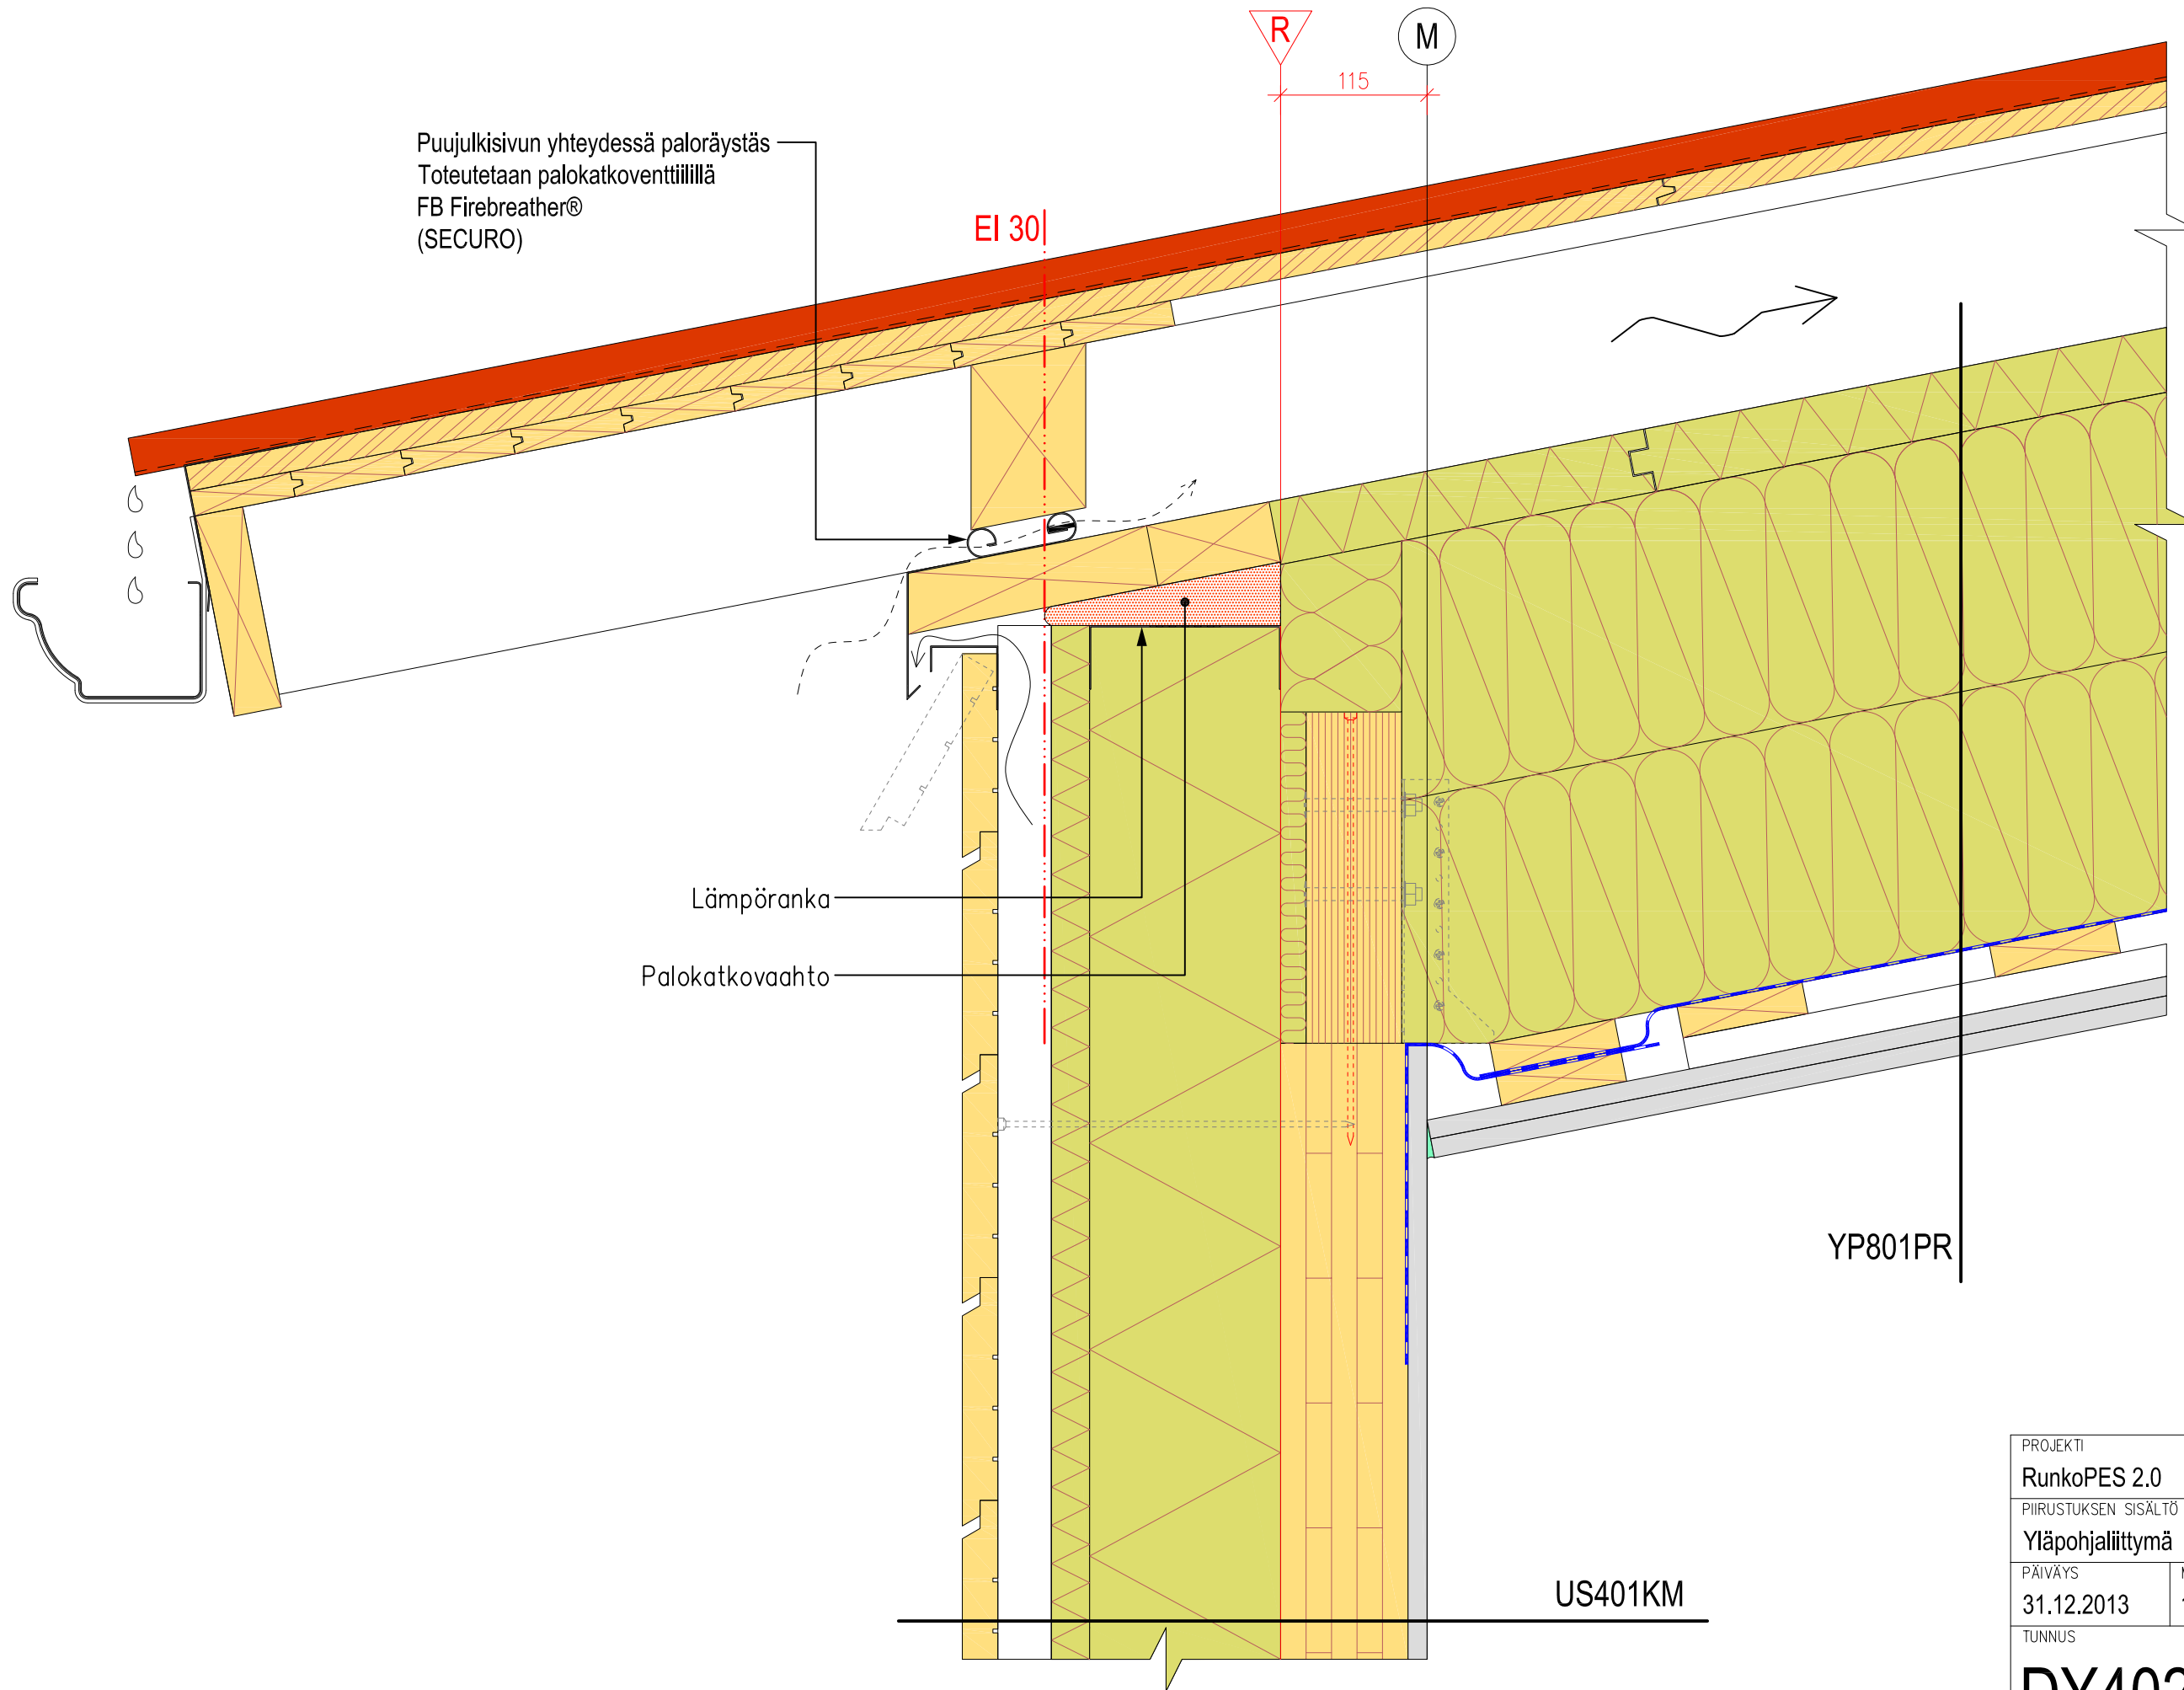 R
M
115
Puujulkisivun yhteydessä paloräystäs
Toteutetaan palokatkoventtiilillä
FB Firebreather®
(SECURO)
EI 30
Lämpöranka
Palokatkovaahto
YP801PR
US401KM
PROJEKTI
RunkoPES 2.0
PIIRUSTUKSEN SISÄLTÖ
Yläpohjaliittymä
PÄIVÄYS
31.12.2013
TUNNUS